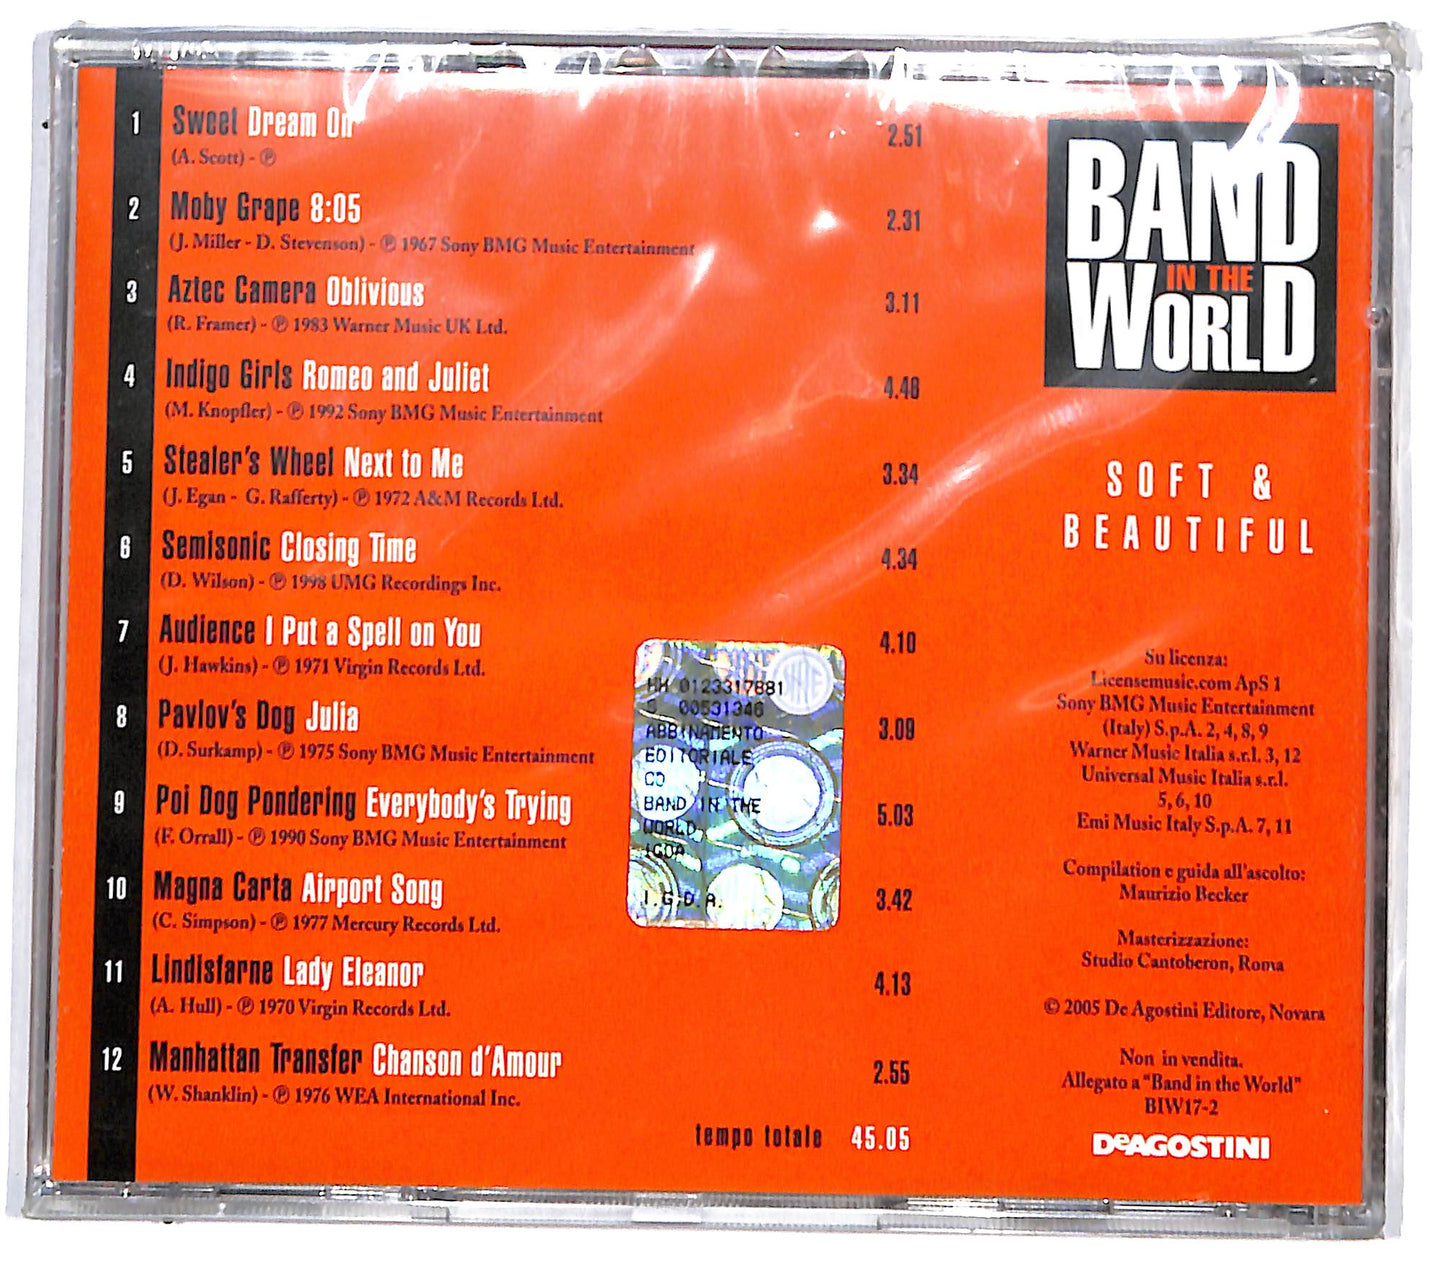 1 Sweet Dream On 2.51
(A. Scott) - ℗
2 Moby Grape 8:05 2.31
(J. Miller - D. Stevenson) - ℗ 1967 Sony BMG Music Entertainment
3 Aztec Camera Oblivious 3.11
(R. Framer) - ℗ 1983 Warner Music UK Ltd.
4 Indigo Girls Romeo and Juliet 4.48
(M. Knopfler) - ℗ 1992 Sony BMG Music Entertainment
5 Stealer's Wheel Next to Me 3.34
(J. Egan - G. Rafferty) - ℗ 1972 A&M Records Ltd.
6 Semisonic Closing Time 4.34
(D. Wilson) - ℗ 1998 UMG Recordings Inc.
7 Audience I Put a Spell on You 4.10
(J. Hawkins) - ℗ 1971 Virgin Records Ltd.
8 Pavlov's Dog Julia 3.09
(D. Surkamp) - ℗ 1975 Sony BMG Music Entertainment
9 Poi Dog Pondering Everybody's Trying 5.03
(F. Orrall) - ℗ 1990 Sony BMG Music Entertainment
10 Magna Carta Airport Song 3.42
(C. Simpson) - ℗ 1977 Mercury Records Ltd.
11 Lindisfarne Lady Eleanor 4.13
(A. Hull) - ℗ 1970 Virgin Records Ltd.
12 Manhattan Transfer Chanson d'Amour 2.55
(W. Shanklin) - ℗ 1976 WEA International Inc.
tempo totale 45.05
HH 0123317881
S 00531346
ABBINAMENTO
EDITORIALE
CD
BAND IN THE
WORLD
IGDA
I.G.D.A.
BAND
IN THE
WORLD
SOFT &
BEAUTIFUL
Su licenza:
Licensemusic.com ApS 1
Sony BMG Music Entertainment
(Italy) S.p.A. 2, 4, 8, 9
Warner Music Italia s.r.l. 3, 12
Universal Music Italia s.r.l.
5, 6, 10
Emi Music Italy S.p.A. 7, 11
Compilation e guida all'ascolto:
Maurizio Becker
Masterizzazione:
Studio Cantoberon, Roma
© 2005 De Agostini Editore, Novara
Non in vendita.
Allegato a "Band in the World"
BIW17-2
DeAGOSTINI